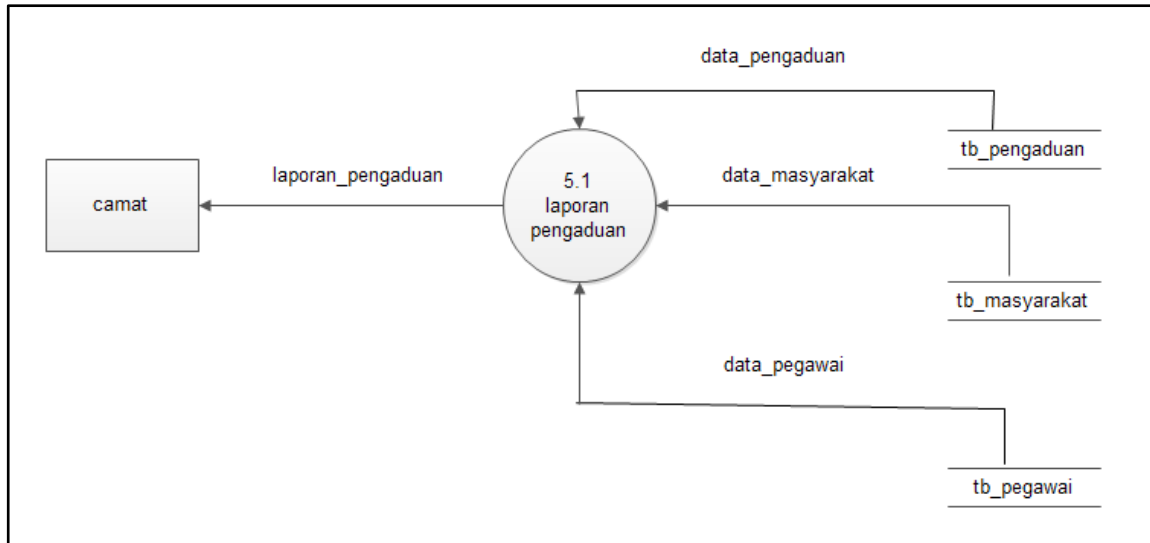 data_pengaduan
tb_pengaduan
laporan_pengaduan
data_masyarakat
camat
5.1
laporan
pengaduan
tb_masyarakat
data_pegawai
tb_pegawai